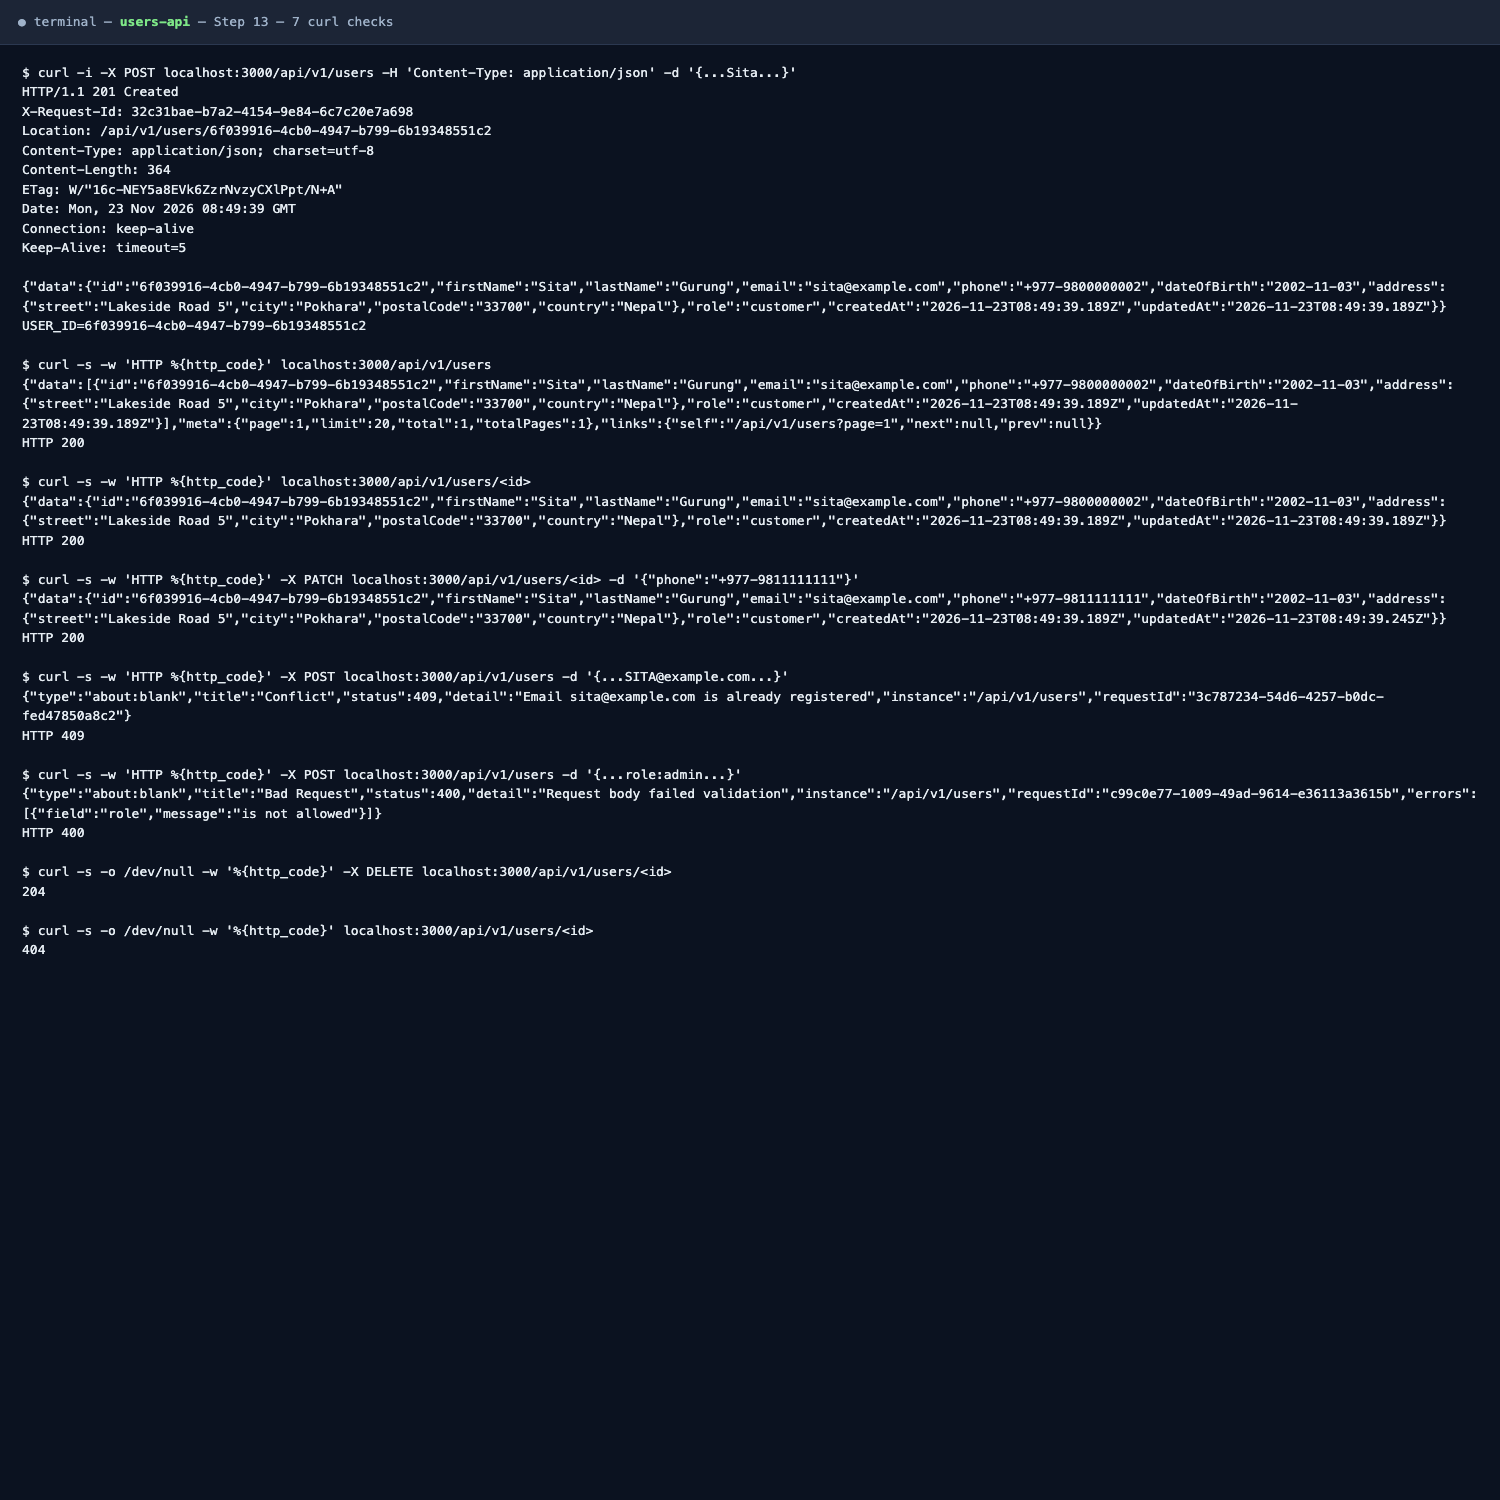 ● terminal — users-api — Step 13 — 7 curl checks
$ curl -i -X POST localhost:3000/api/v1/users -H 'Content-Type: application/json' -d '{...Sita...}'
HTTP/1.1 201 Created
X-Request-Id: 32c31bae-b7a2-4154-9e84-6c7c20e7a698
Location: /api/v1/users/6f039916-4cb0-4947-b799-6b19348551c2
Content-Type: application/json; charset=utf-8
Content-Length: 364
ETag: W/"16c-NEY5a8EVk6ZzrNvzyCXlPpt/N+A"
Date: Mon, 23 Nov 2026 08:49:39 GMT
Connection: keep-alive
Keep-Alive: timeout=5
{"data":{"id":"6f039916-4cb0-4947-b799-6b19348551c2","firstName":"Sita","lastName":"Gurung","email":"sita@example.com","phone":"+977-9800000002","dateOfBirth":"2002-11-03","address":
{"street":"Lakeside Road 5","city":"Pokhara","postalCode":"33700","country":"Nepal"},"role":"customer","createdAt":"2026-11-23T08:49:39.189Z","updatedAt":"2026-11-23T08:49:39.189Z"}}
USER_ID=6f039916-4cb0-4947-b799-6b19348551c2
$ curl -s -w 'HTTP %{http_code}' localhost:3000/api/v1/users
{"data":[{"id":"6f039916-4cb0-4947-b799-6b19348551c2","firstName":"Sita","lastName":"Gurung","email":"sita@example.com","phone":"+977-9800000002","dateOfBirth":"2002-11-03","address":
{"street":"Lakeside Road 5","city":"Pokhara","postalCode":"33700","country":"Nepal"},"role":"customer","createdAt":"2026-11-23T08:49:39.189Z","updatedAt":"2026-11-
23T08:49:39.189Z"}],"meta":{"page":1,"limit":20,"total":1,"totalPages":1},"links":{"self":"/api/v1/users?page=1","next":null,"prev":null}}
HTTP 200
$ curl -s -w 'HTTP %{http_code}' localhost:3000/api/v1/users/<id>
{"data":{"id":"6f039916-4cb0-4947-b799-6b19348551c2","firstName":"Sita","lastName":"Gurung","email":"sita@example.com","phone":"+977-9800000002","dateOfBirth":"2002-11-03","address":
{"street":"Lakeside Road 5","city":"Pokhara","postalCode":"33700","country":"Nepal"},"role":"customer","createdAt":"2026-11-23T08:49:39.189Z","updatedAt":"2026-11-23T08:49:39.189Z"}}
HTTP 200
$ curl -s -w 'HTTP %{http_code}' -X PATCH localhost:3000/api/v1/users/<id> -d '{"phone":"+977-9811111111"}'
{"data":{"id":"6f039916-4cb0-4947-b799-6b19348551c2","firstName":"Sita","lastName":"Gurung","email":"sita@example.com","phone":"+977-9811111111","dateOfBirth":"2002-11-03","address":
{"street":"Lakeside Road 5","city":"Pokhara","postalCode":"33700","country":"Nepal"},"role":"customer","createdAt":"2026-11-23T08:49:39.189Z","updatedAt":"2026-11-23T08:49:39.245Z"}}
HTTP 200
$ curl -s -w 'HTTP %{http_code}' -X POST localhost:3000/api/v1/users -d '{...SITA@example.com...}'
{"type":"about:blank","title":"Conflict","status":409,"detail":"Email sita@example.com is already registered","instance":"/api/v1/users","requestId":"3c787234-54d6-4257-b0dc-
fed47850a8c2"}
HTTP 409
$ curl -s -w 'HTTP %{http_code}' -X POST localhost:3000/api/v1/users -d '{...role:admin...}'
{"type":"about:blank","title":"Bad Request","status":400,"detail":"Request body failed validation","instance":"/api/v1/users","requestId":"c99c0e77-1009-49ad-9614-e36113a3615b","errors":
[{"field":"role","message":"is not allowed"}]}
HTTP 400
$ curl -s -o /dev/null -w '%{http_code}' -X DELETE localhost:3000/api/v1/users/<id>
204
$ curl -s -o /dev/null -w '%{http_code}' localhost:3000/api/v1/users/<id>
404